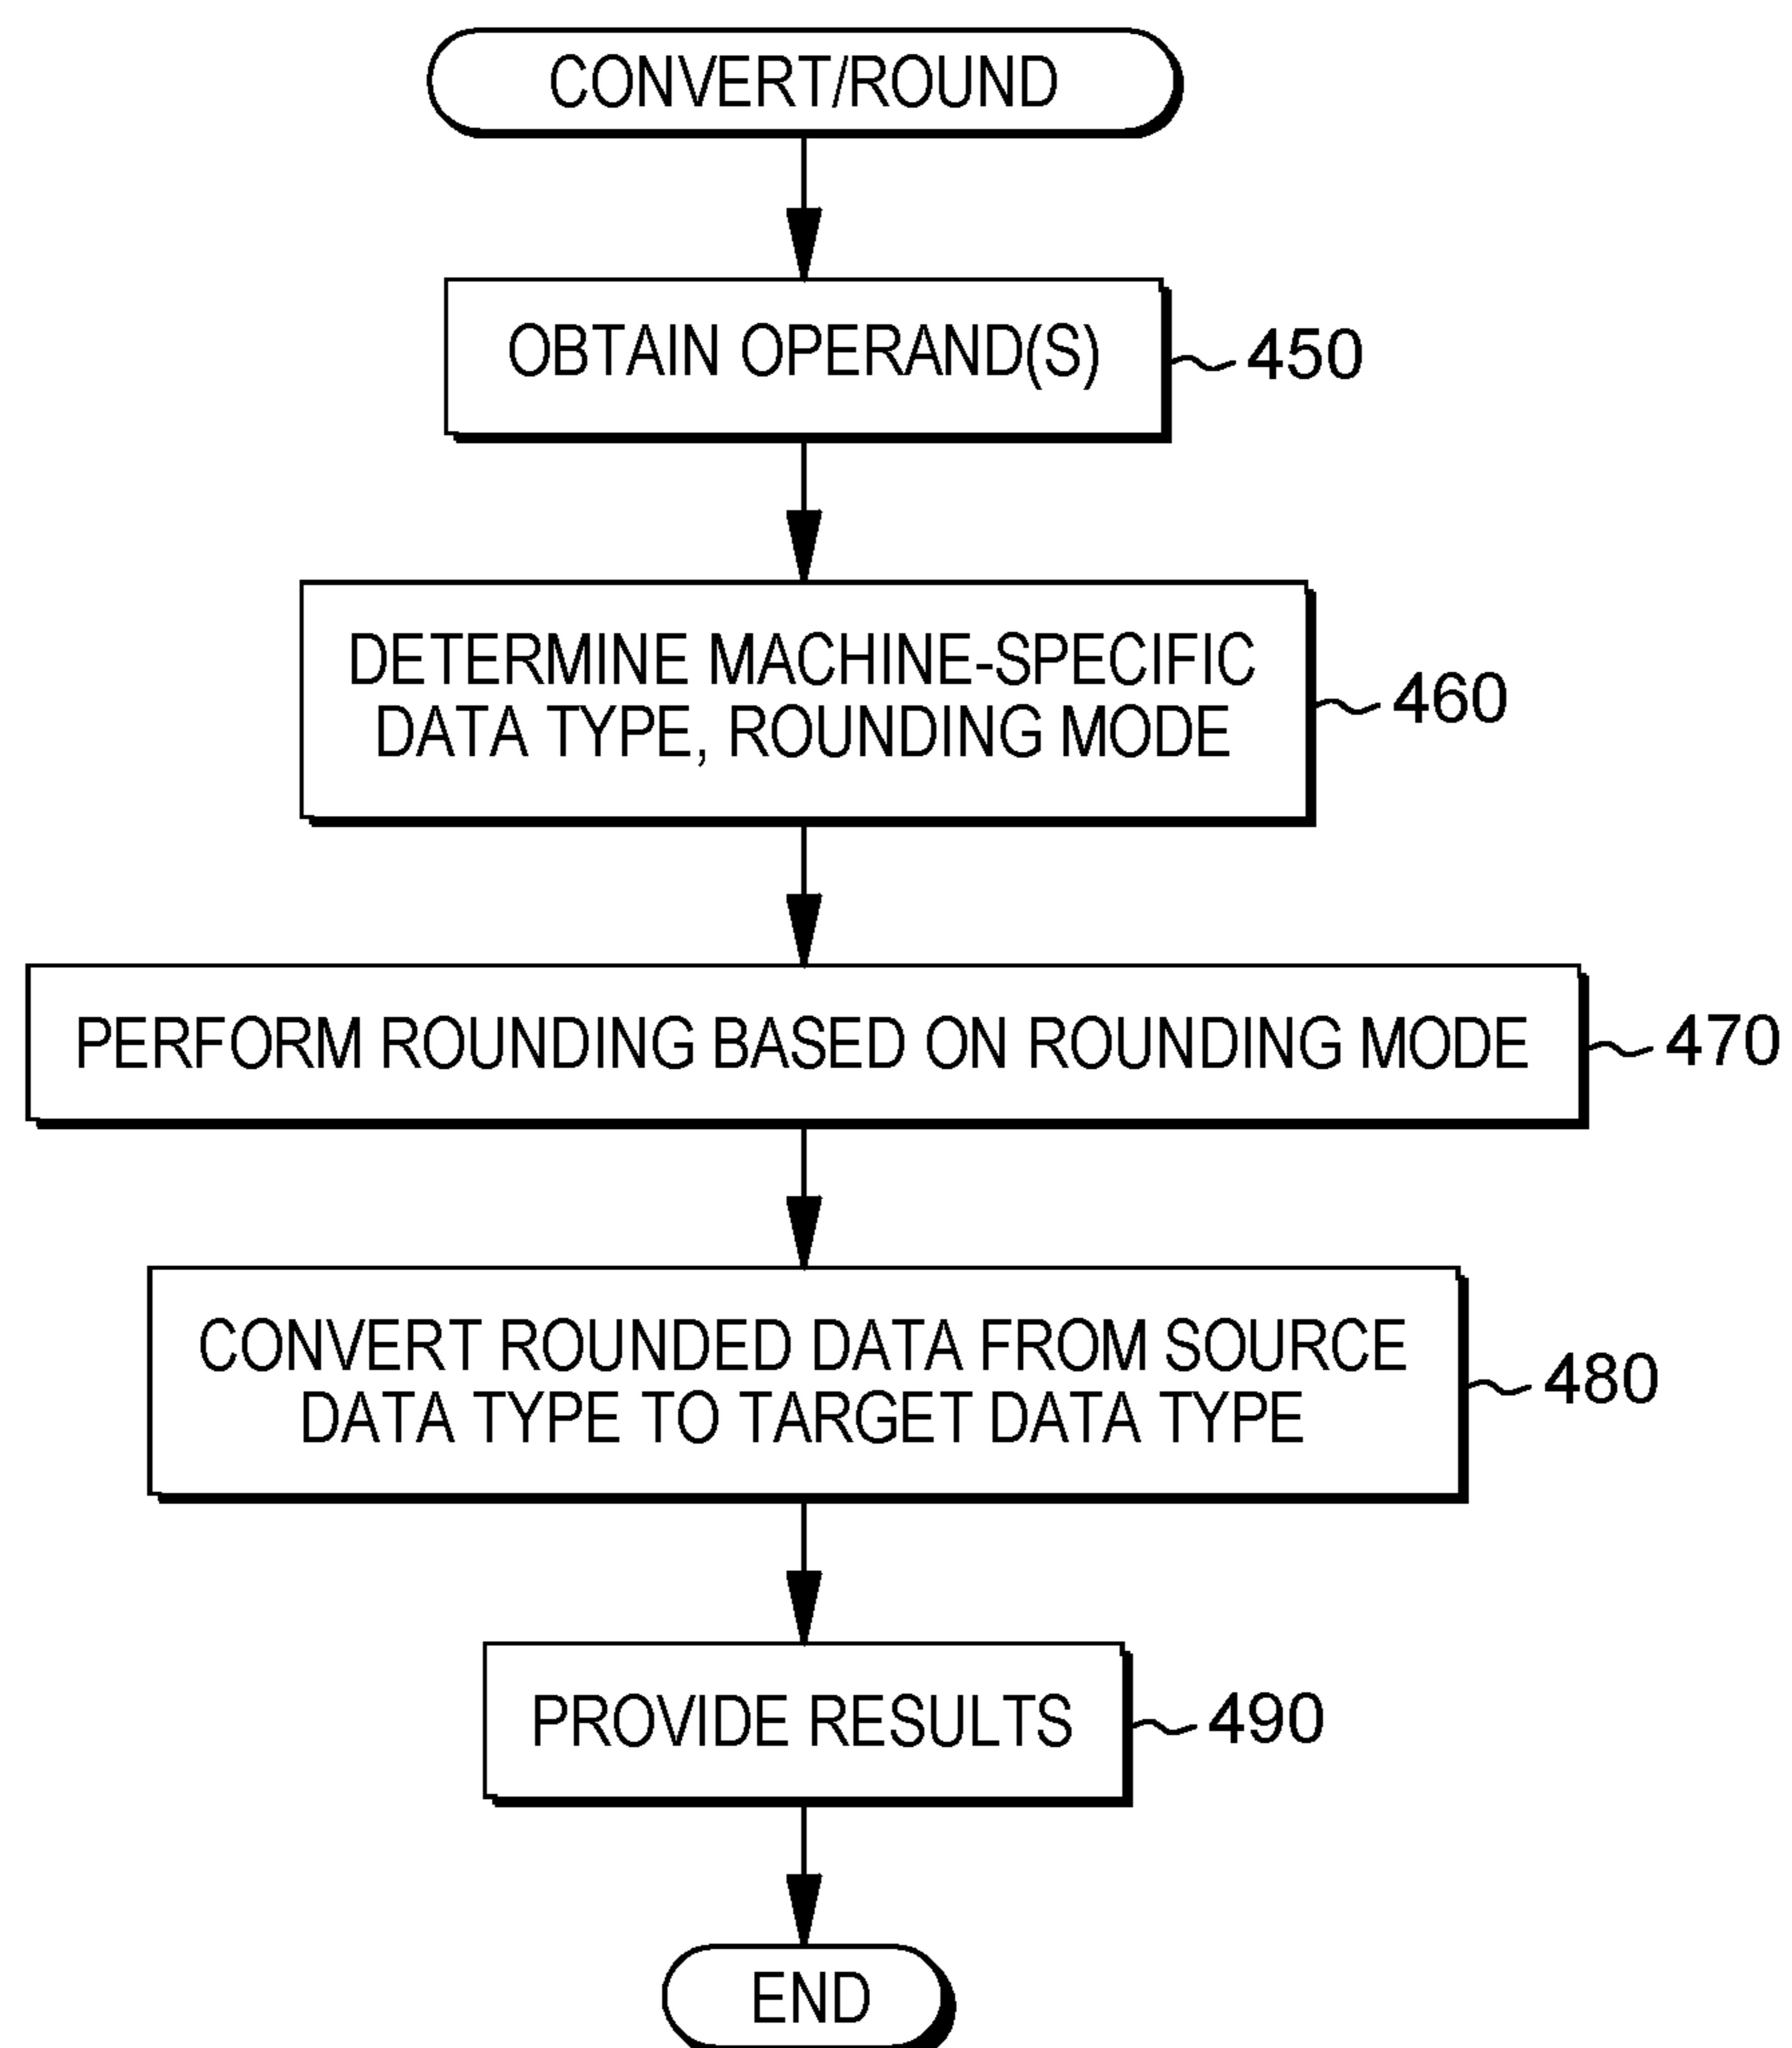 CONVERT/ROUND
OBTAIN OPERAND(S)
450
DETERMINE MACHINE-SPECIFIC
DATA TYPE, ROUNDING MODE
460
PERFORM ROUNDING BASED ON ROUNDING MODE
470
CONVERT ROUNDED DATA FROM SOURCE
DATA TYPE TO TARGET DATA TYPE
480
PROVIDE RESULTS
490
END